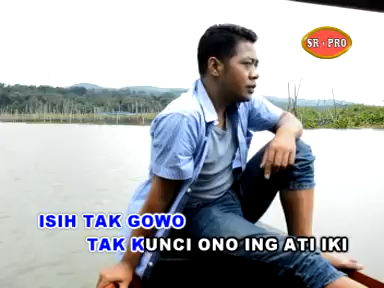 SR - PRO
ISIH TAK GOWO
TAK KUNCI ONO ING ATI IKI